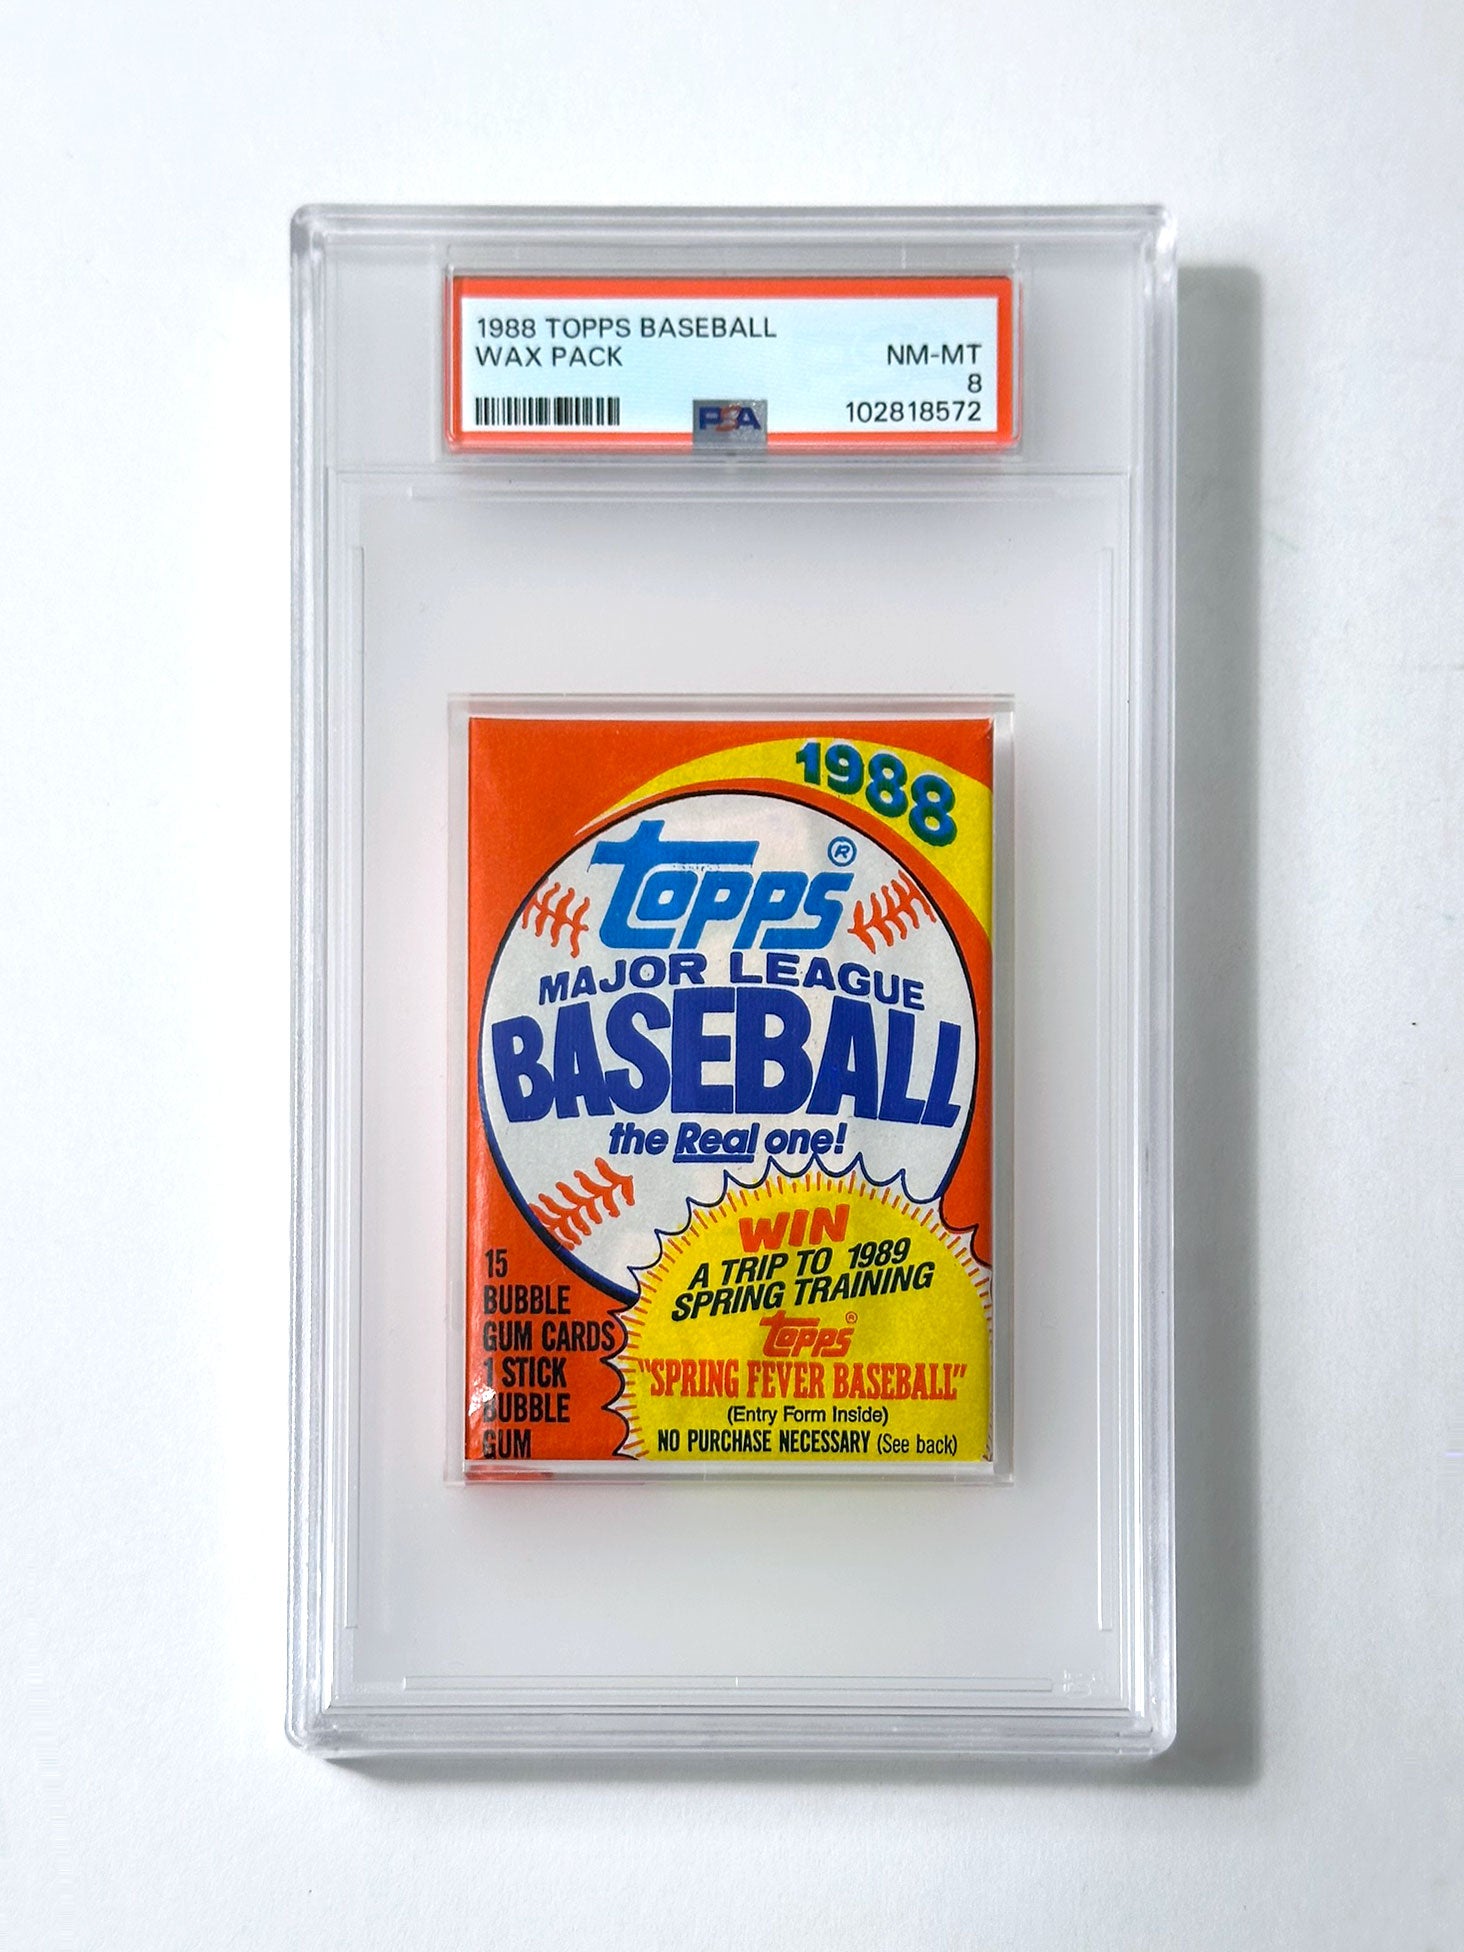 1988 TOPPS BASEBALL
WAX PACK
NM-MT
8
PSA
102818572
1988
Topps®
MAJOR LEAGUE
BASEBALL
the Real one!
WIN
A TRIP TO 1989
SPRING TRAINING
Topps®
"SPRING FEVER BASEBALL"
(Entry Form Inside)
NO PURCHASE NECESSARY (See back)
15
BUBBLE
GUM CARDS
1 STICK
BUBBLE
GUM